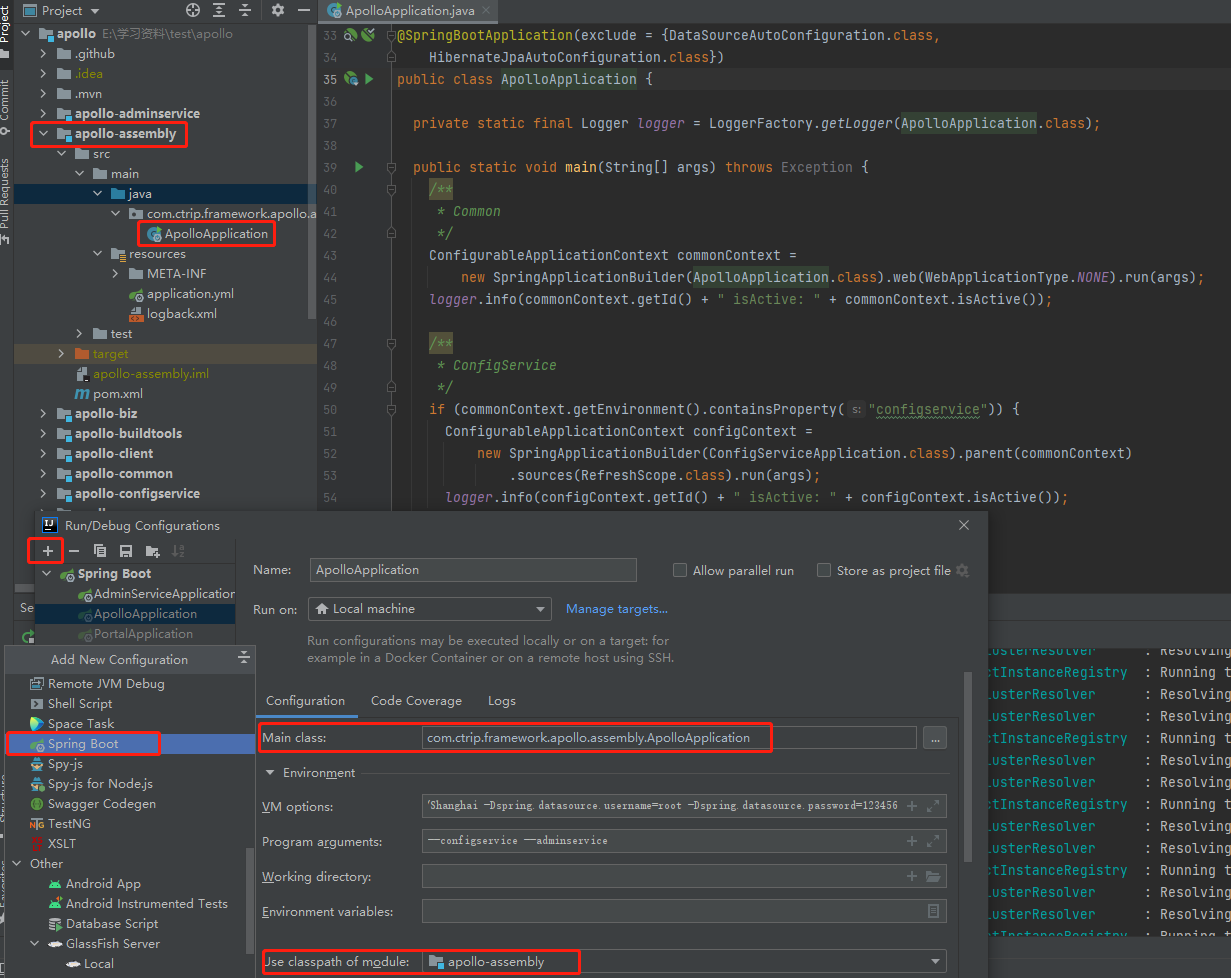 Project
apollo E:\学习资料\test\apollo
.github
.idea
.mvn
apollo-adminservice
apollo-assembly
src
main
java
com.ctrip.framework.apollo.a
ApolloApplication
resources
META-INF
application.yml
logback.xml
test
target
apollo-assembly.iml
pom.xml
apollo-biz
apollo-buildtools
apollo-client
apollo-common
apollo-configservice
Project
Commit
Pull Requests
ApolloApplication.java
33 @SpringBootApplication(exclude = {DataSourceAutoConfiguration.class,
34 HibernateJpaAutoConfiguration.class})
35 public class ApolloApplication {
36
37 private static final Logger logger = LoggerFactory.getLogger(ApolloApplication.class);
38
39 public static void main(String[] args) throws Exception {
40 /**
41 * Common
42 */
43 ConfigurableApplicationContext commonContext =
44 new SpringApplicationBuilder(ApolloApplication.class).web(WebApplicationType.NONE).run(args);
45 logger.info(commonContext.getId() + " isActive: " + commonContext.isActive());
46
47 /**
48 * ConfigService
49 */
50 if (commonContext.getEnvironment().containsProperty( s: "configservice")) {
51 ConfigurableApplicationContext configContext =
52 new SpringApplicationBuilder(ConfigServiceApplication.class).parent(commonContext)
53 .sources(RefreshScope.class).run(args);
54 logger.info(configContext.getId() + " isActive: " + configContext.isActive());
Se
Run/Debug Configurations
Spring Boot
AdminServiceApplication
ApolloApplication
PortalApplication
Name: ApolloApplication
Allow parallel run
Store as project file
Run on: Local machine
Manage targets...
Run configurations may be executed locally or on a target: for
example in a Docker Container or on a remote host using SSH.
Configuration
Code Coverage
Logs
Main class: com.ctrip.framework.apollo.assembly.ApolloApplication
...
Environment
VM options: 'Shanghai -Dspring.datasource.username=root -Dspring.datasource.password=123456
Program arguments: --configservice --adminservice
Working directory:
Environment variables:
Use classpath of module: apollo-assembly
Add New Configuration
Remote JVM Debug
Shell Script
Space Task
Spring Boot
Spy-js
Spy-js for Node.js
Swagger Codegen
TestNG
XSLT
Other
Android App
Android Instrumented Tests
Database Script
GlassFish Server
Local
lusterResolver : Resolving
ctInstanceRegistry : Running t
lusterResolver : Resolving
lusterResolver : Resolving
ctInstanceRegistry : Running t
lusterResolver : Resolving
lusterResolver : Resolving
ctInstanceRegistry : Running t
lusterResolver : Resolving
lusterResolver : Resolving
ctInstanceRegistry : Running t
lusterResolver : Resolving
lusterResolver : Resolving
ctInstanceRegistry : Running t